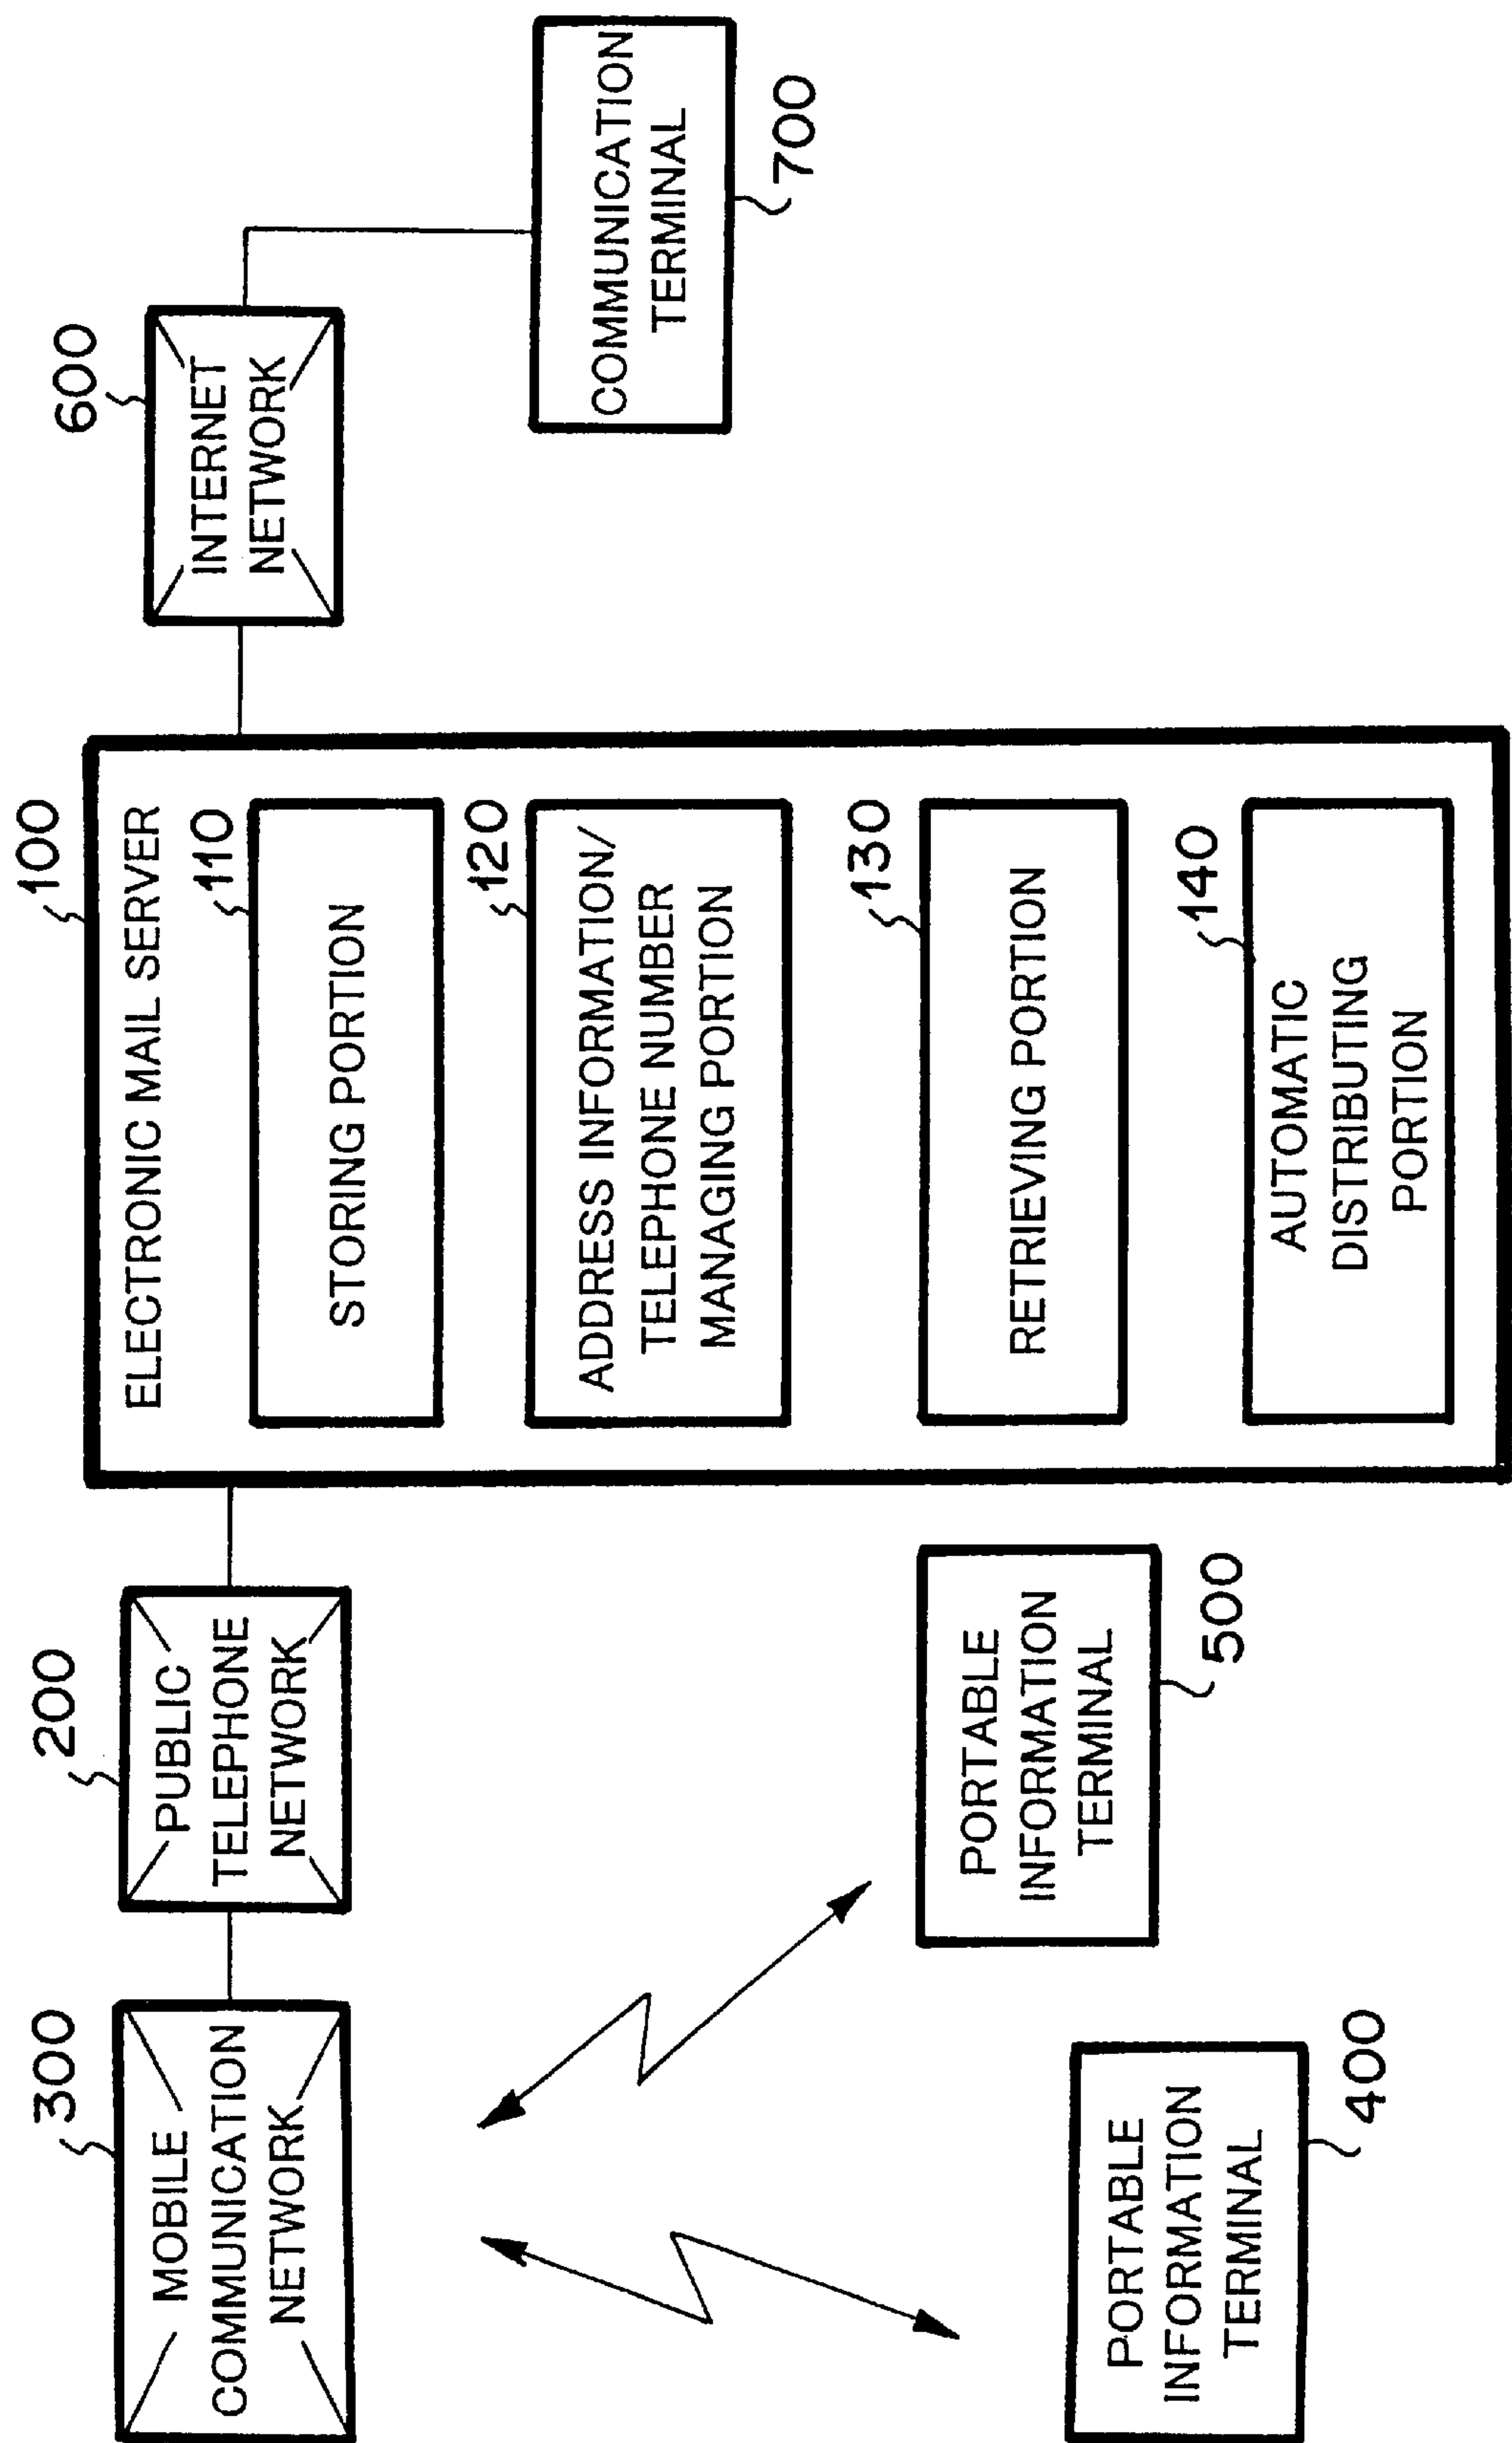 300
MOBILE
COMMUNICATION
NETWORK
200
PUBLIC
TELEPHONE
NETWORK
100
ELECTRONIC MAIL SERVER
110
STORING PORTION
120
ADDRESS INFORMATION/
TELEPHONE NUMBER
MANAGING PORTION
130
RETRIEVING PORTION
140
AUTOMATIC
DISTRIBUTING
PORTION
600
INTERNET
NETWORK
COMMUNICATION
TERMINAL
700
PORTABLE
INFORMATION
TERMINAL
500
PORTABLE
INFORMATION
TERMINAL
400